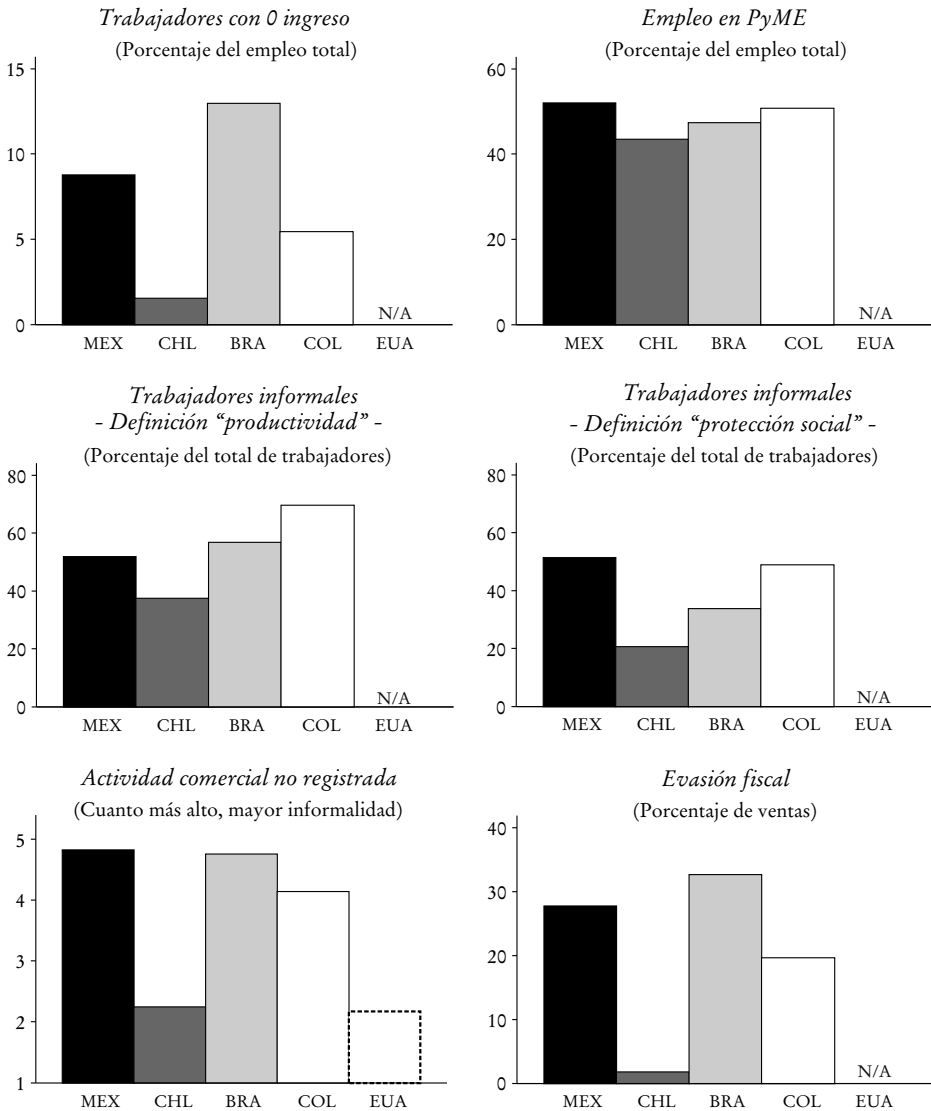 Trabajadores con 0 ingreso
(Porcentaje del empleo total)
15
10
5
0
N/A
MEX CHL BRA COL EUA
Empleo en PyME
(Porcentaje del empleo total)
60
40
20
0
N/A
MEX CHL BRA COL EUA
Trabajadores informales
- Definición “productividad” -
(Porcentaje del total de trabajadores)
80
60
40
20
0
N/A
MEX CHL BRA COL EUA
Trabajadores informales
- Definición “protección social” -
(Porcentaje del total de trabajadores)
80
60
40
20
0
N/A
MEX CHL BRA COL EUA
Actividad comercial no registrada
(Cuanto más alto, mayor informalidad)
5
4
3
2
1
MEX CHL BRA COL EUA
Evasión fiscal
(Porcentaje de ventas)
40
30
20
10
0
N/A
MEX CHL BRA COL EUA